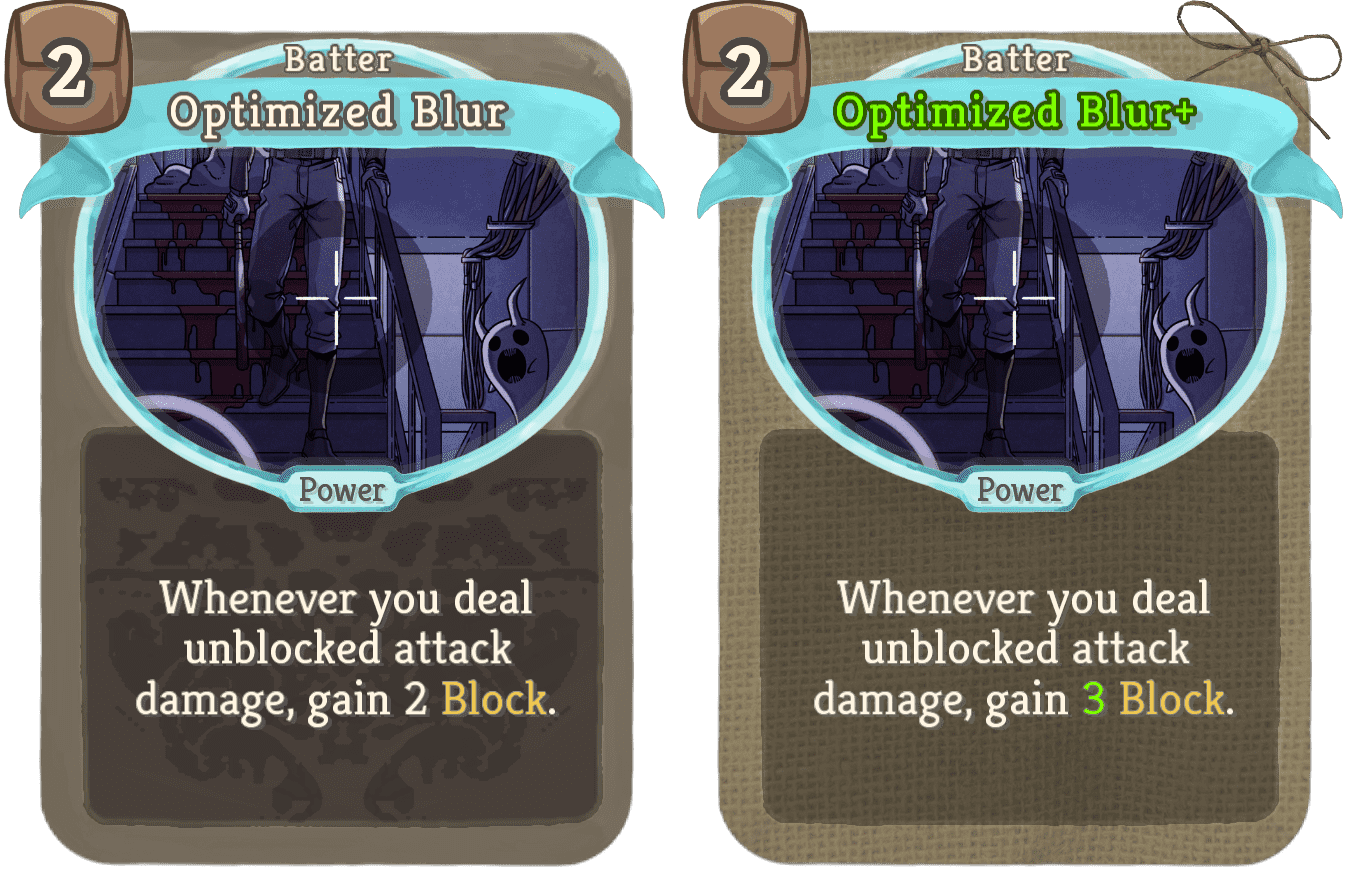 2
Batter
Optimized Blur
Power
Whenever you deal
unblocked attack
damage, gain 2 Block.
2
Batter
Optimized Blur+
Power
Whenever you deal
unblocked attack
damage, gain 3 Block.